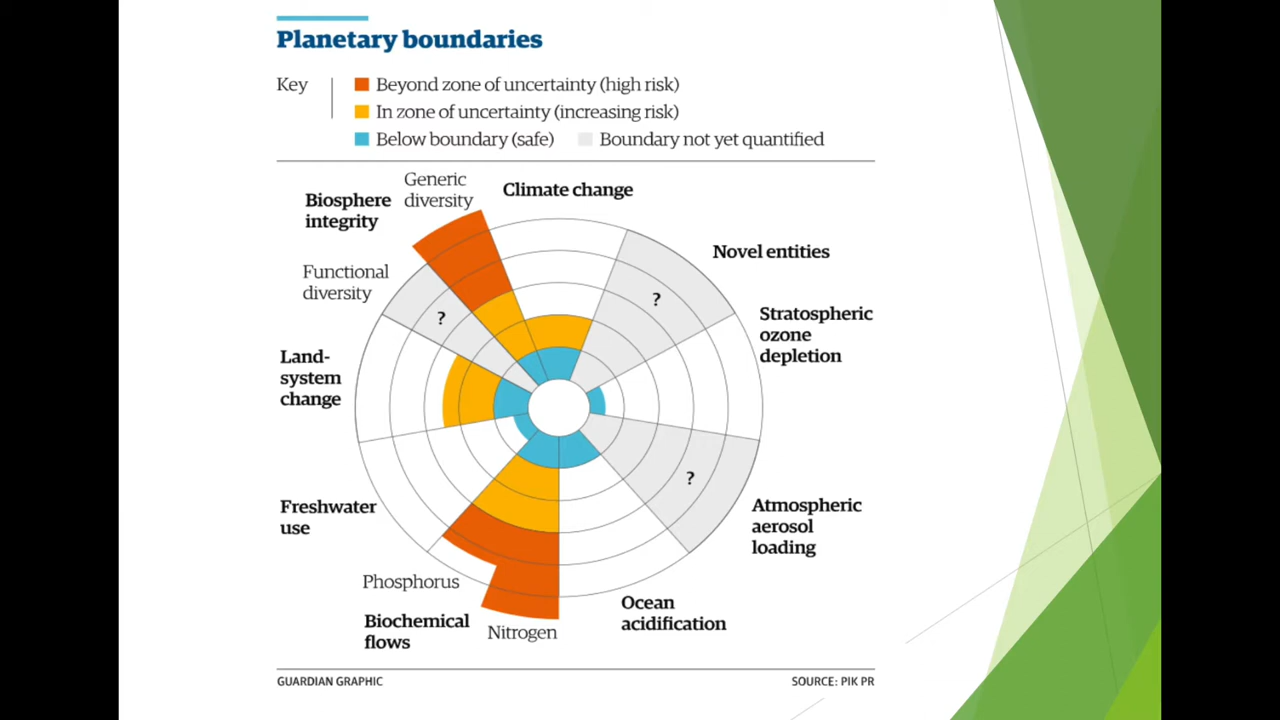 Planetary boundaries
Key
Beyond zone of uncertainty (high risk)
In zone of uncertainty (increasing risk)
Below boundary (safe)
Boundary not yet quantified
Generic
diversity
Climate change
Biosphere
integrity
Novel entities
Functional
diversity
?
?
Stratospheric
ozone
depletion
Land-
system
change
?
Freshwater
use
Atmospheric
aerosol
loading
Phosphorus
Biochemical
flows
Nitrogen
Ocean
acidification
GUARDIAN GRAPHIC
SOURCE: PIK PR